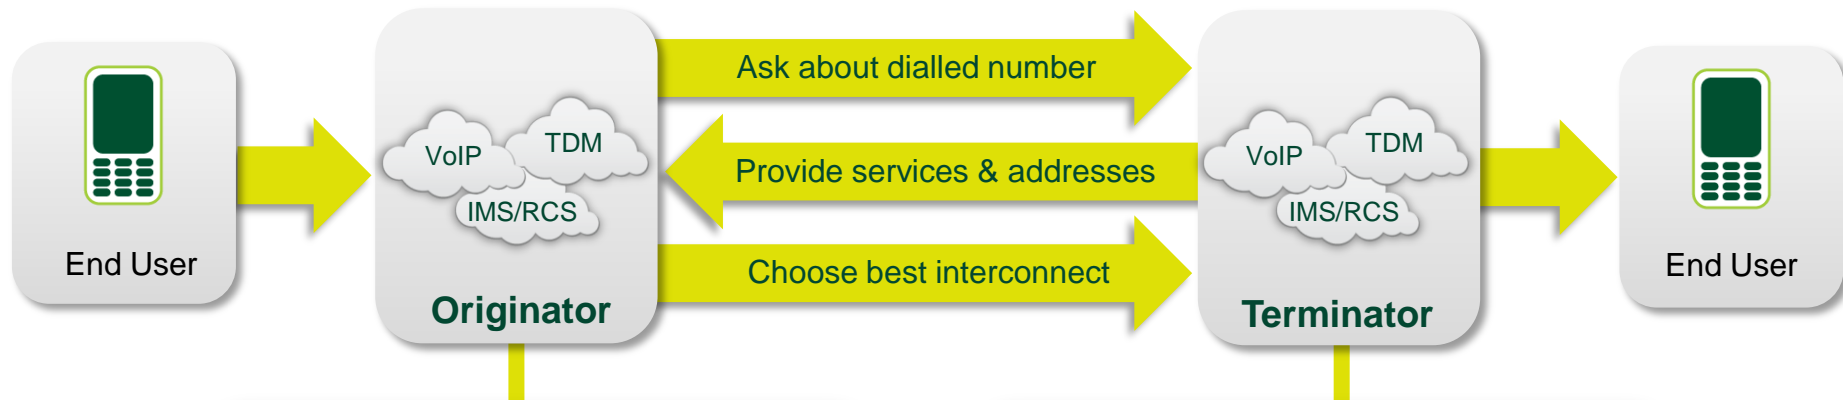 End User
VoIP
TDM
IMS/RCS
Originator
Ask about dialled number
Provide services & addresses
Choose best interconnect
VoIP
TDM
IMS/RCS
Terminator
End User